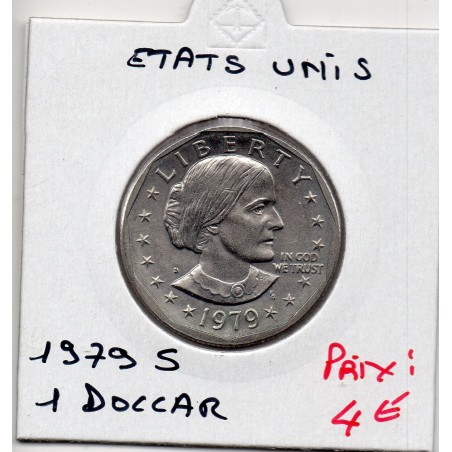 ETATS UNIS
LIBERTY
IN GOD
WE TRUST
1979
1979 S
1 DOLLAR
PRIX :
4€